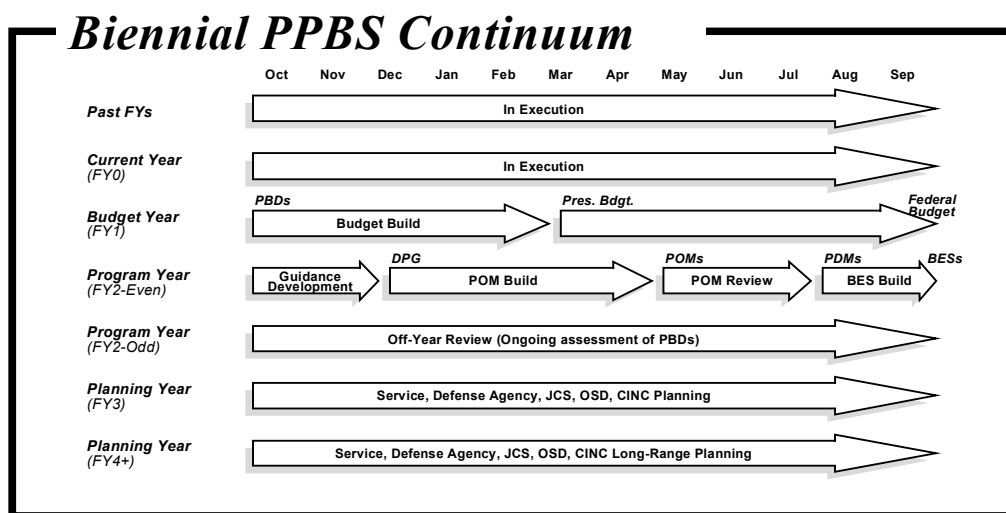 Biennial PPBS Continuum
Oct Nov Dec Jan Feb Mar Apr May Jun Jul Aug Sep
Past FYs
In Execution
Current Year
(FY0)
In Execution
Budget Year
(FY1)
PBDs
Budget Build
Pres. Bdgt.
Federal
Budget
Program Year
(FY2-Even)
Guidance
Development
DPG
POM Build
POMs
POM Review
PDMs
BES Build
BESs
Program Year
(FY2-Odd)
Off-Year Review (Ongoing assessment of PBDs)
Planning Year
(FY3)
Service, Defense Agency, JCS, OSD, CINC Planning
Planning Year
(FY4+)
Service, Defense Agency, JCS, OSD, CINC Long-Range Planning